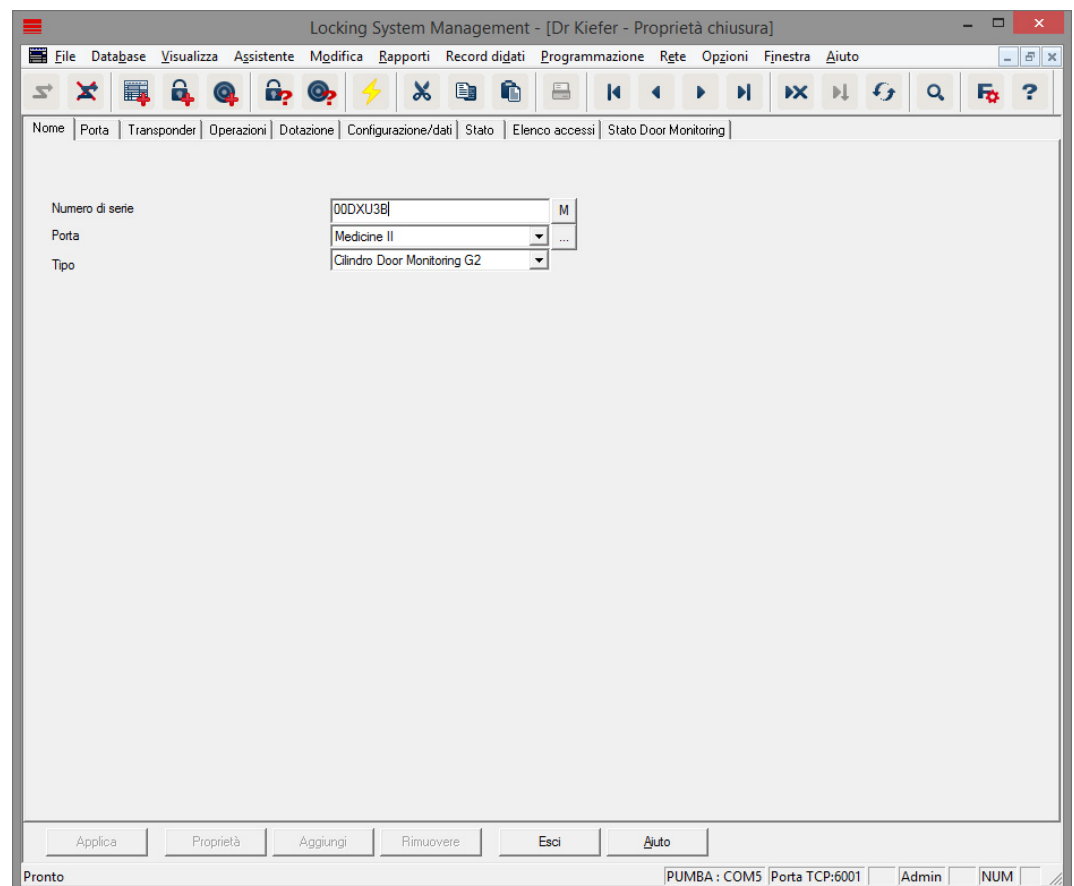 Locking System Management - [Dr Kiefer - Proprietà chiusura]
File Database Visualizza Assistente Modifica Rapporti Record didati Programmazione Rete Opzioni Finestra Aiuto
Nome Porta Transponder Operazioni Dotazione Configurazione/dati Stato Elenco accessi Stato Door Monitoring
Numero di serie 00DXU3B M
Porta Medicine II ...
Tipo Cilindro Door Monitoring G2
Applica Proprietà Aggiungi Rimuovere Esci Aiuto
Pronto PUMBA : COM5 Porta TCP:6001 Admin NUM